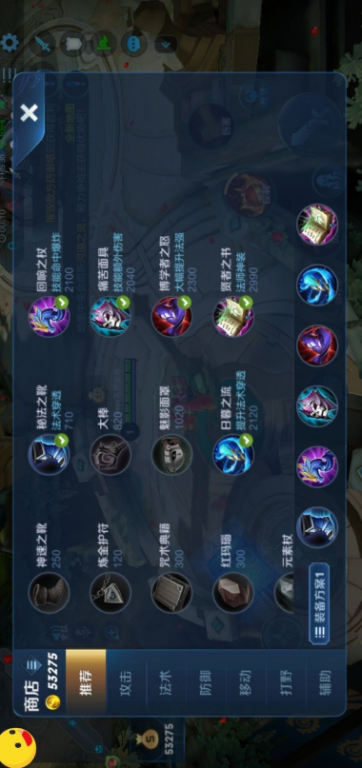 商店
53275
推荐
攻击
法术
防御
移动
打野
辅助
神速之靴
250
秘法之靴
法术穿透
710
回响之杖
技能命中爆炸
2100
炼金护符
120
大棒
820
痛苦面具
技能额外伤害
2040
咒术典籍
300
魅影面罩
1020
博学者之怒
大幅提升法强
2300
红玛瑙
300
日暮之流
提升法术穿透
2120
贤者之书
法师神装
2990
元素杖
装备方案1
53275